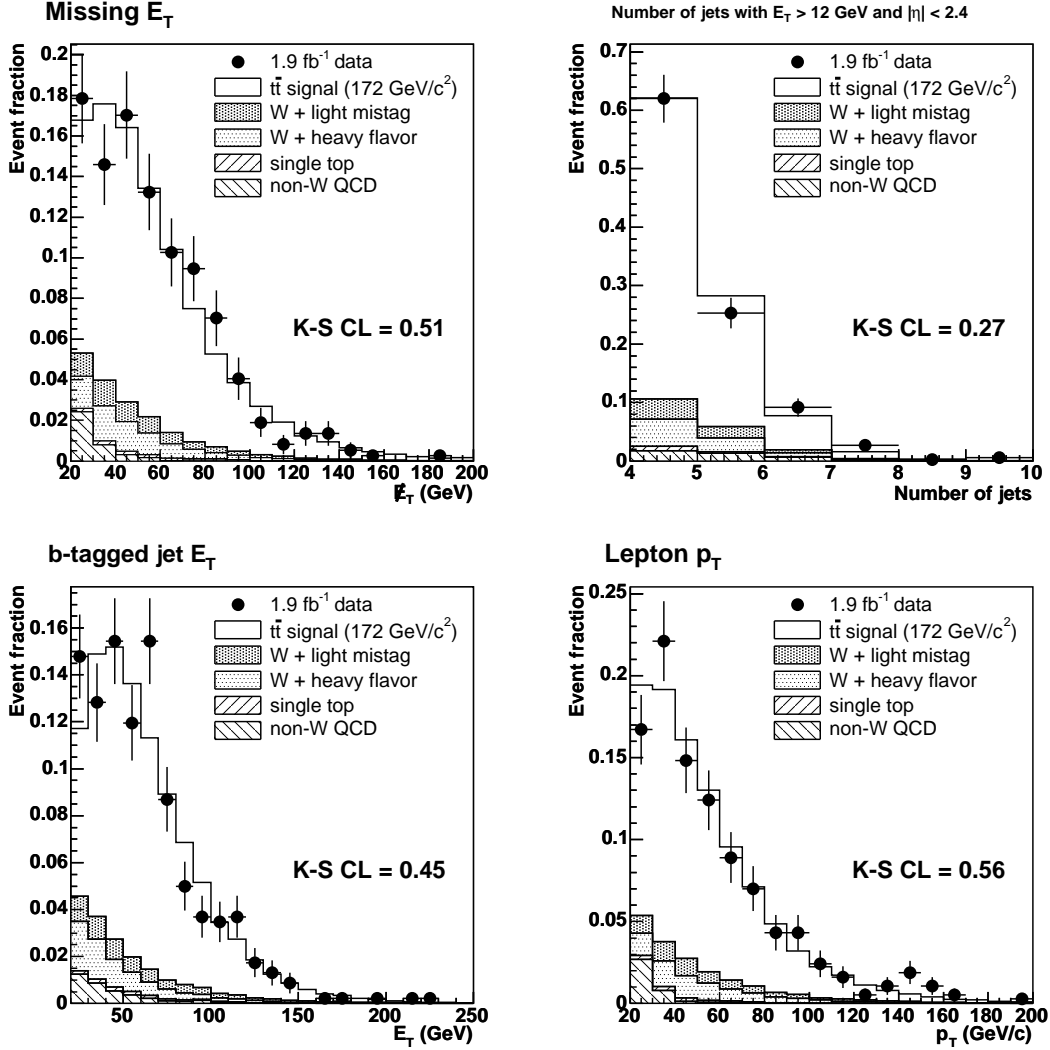 Missing E_T
Event fraction
0.2
0.18
0.16
0.14
0.12
0.1
0.08
0.06
0.04
0.02
0
1.9 fb⁻¹ data
tt̄ signal (172 GeV/c²)
W + light mistag
W + heavy flavor
single top
non-W QCD
K-S CL = 0.51
20 40 60 80 100 120 140 160 180 200
E̸_T (GeV)
Number of jets with E_T > 12 GeV and |η| < 2.4
Event fraction
0.7
0.6
0.5
0.4
0.3
0.2
0.1
0
1.9 fb⁻¹ data
tt̄ signal (172 GeV/c²)
W + light mistag
W + heavy flavor
single top
non-W QCD
K-S CL = 0.27
4 5 6 7 8 9 10
Number of jets
b-tagged jet E_T
Event fraction
0.16
0.14
0.12
0.1
0.08
0.06
0.04
0.02
0
1.9 fb⁻¹ data
tt̄ signal (172 GeV/c²)
W + light mistag
W + heavy flavor
single top
non-W QCD
K-S CL = 0.45
50 100 150 200 250
E_T (GeV)
Lepton p_T
Event fraction
0.25
0.2
0.15
0.1
0.05
0
1.9 fb⁻¹ data
tt̄ signal (172 GeV/c²)
W + light mistag
W + heavy flavor
single top
non-W QCD
K-S CL = 0.56
20 40 60 80 100 120 140 160 180 200
p_T (GeV/c)